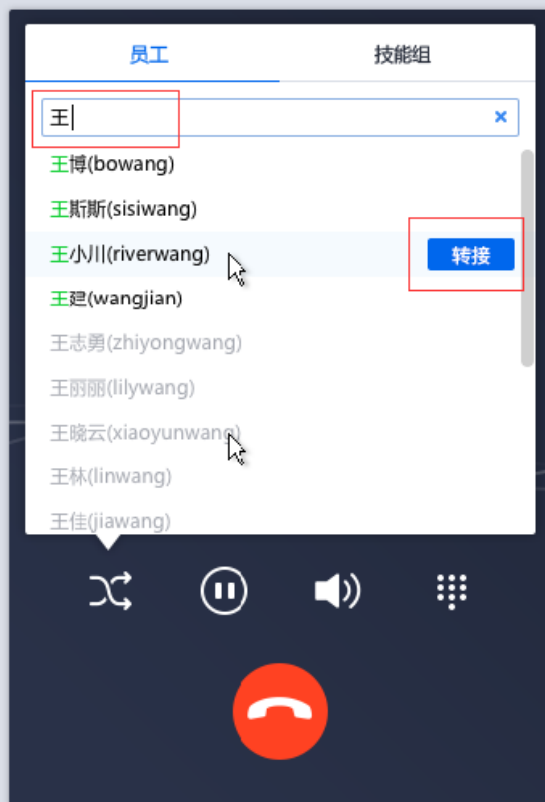 员工 技能组
王
王博(bowang)
王斯斯(sisiwang)
王小川(riverwang) 转接
王建(wangjian)
王志勇(zhiyongwang)
王丽丽(lilywang)
王晓云(xiaoyunwang)
王林(linwang)
王佳(jiawang)